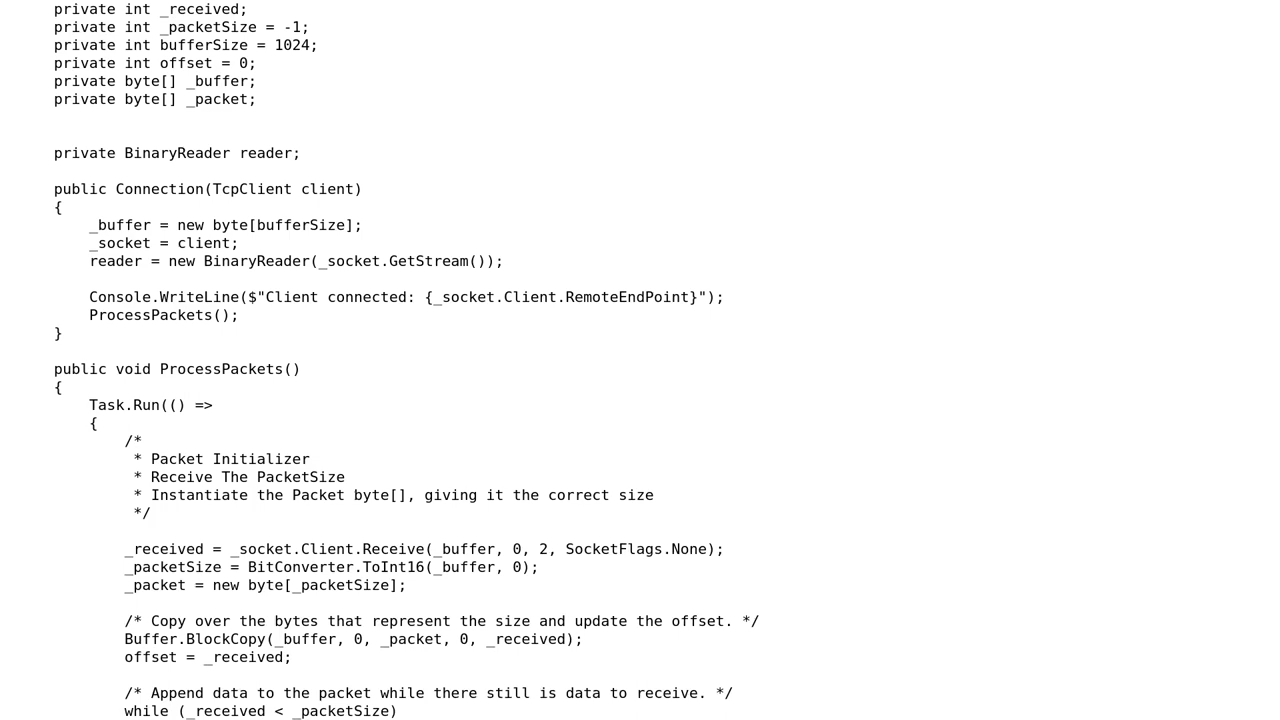 private int _received;
private int _packetSize = -1;
private int bufferSize = 1024;
private int offset = 0;
private byte[] _buffer;
private byte[] _packet;
private BinaryReader reader;
public Connection(TcpClient client)
{
_buffer = new byte[bufferSize];
_socket = client;
reader = new BinaryReader(_socket.GetStream());
Console.WriteLine($"Client connected: {_socket.Client.RemoteEndPoint}");
ProcessPackets();
}
public void ProcessPackets()
{
Task.Run(() =>
{
/*
* Packet Initializer
* Receive The PacketSize
* Instantiate the Packet byte[], giving it the correct size
*/
_received = _socket.Client.Receive(_buffer, 0, 2, SocketFlags.None);
_packetSize = BitConverter.ToInt16(_buffer, 0);
_packet = new byte[_packetSize];
/* Copy over the bytes that represent the size and update the offset. */
Buffer.BlockCopy(_buffer, 0, _packet, 0, _received);
offset = _received;
/* Append data to the packet while there still is data to receive. */
while (_received < _packetSize)